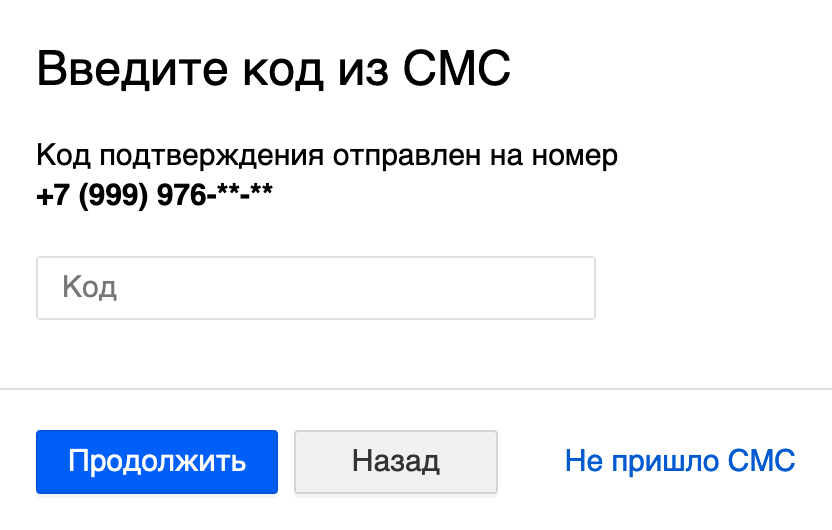 Введите код из СМС
Код подтверждения отправлен на номер
+7 (999) 976-**-**
Код
Продолжить
Назад
Не пришло СМС